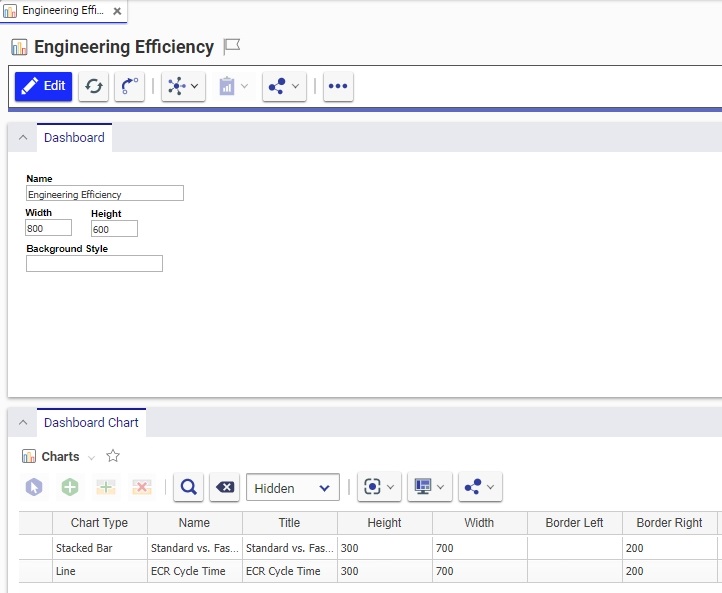 Engineering Effi...
Engineering Efficiency
Edit
Dashboard
Name
Engineering Efficiency
Width Height
800 600
Background Style
Dashboard Chart
Charts
Hidden
Chart Type Name Title Height Width Border Left Border Right
Stacked Bar Standard vs. Fas... Standard vs. Fas... 300 700 200
Line ECR Cycle Time ECR Cycle Time 300 700 200